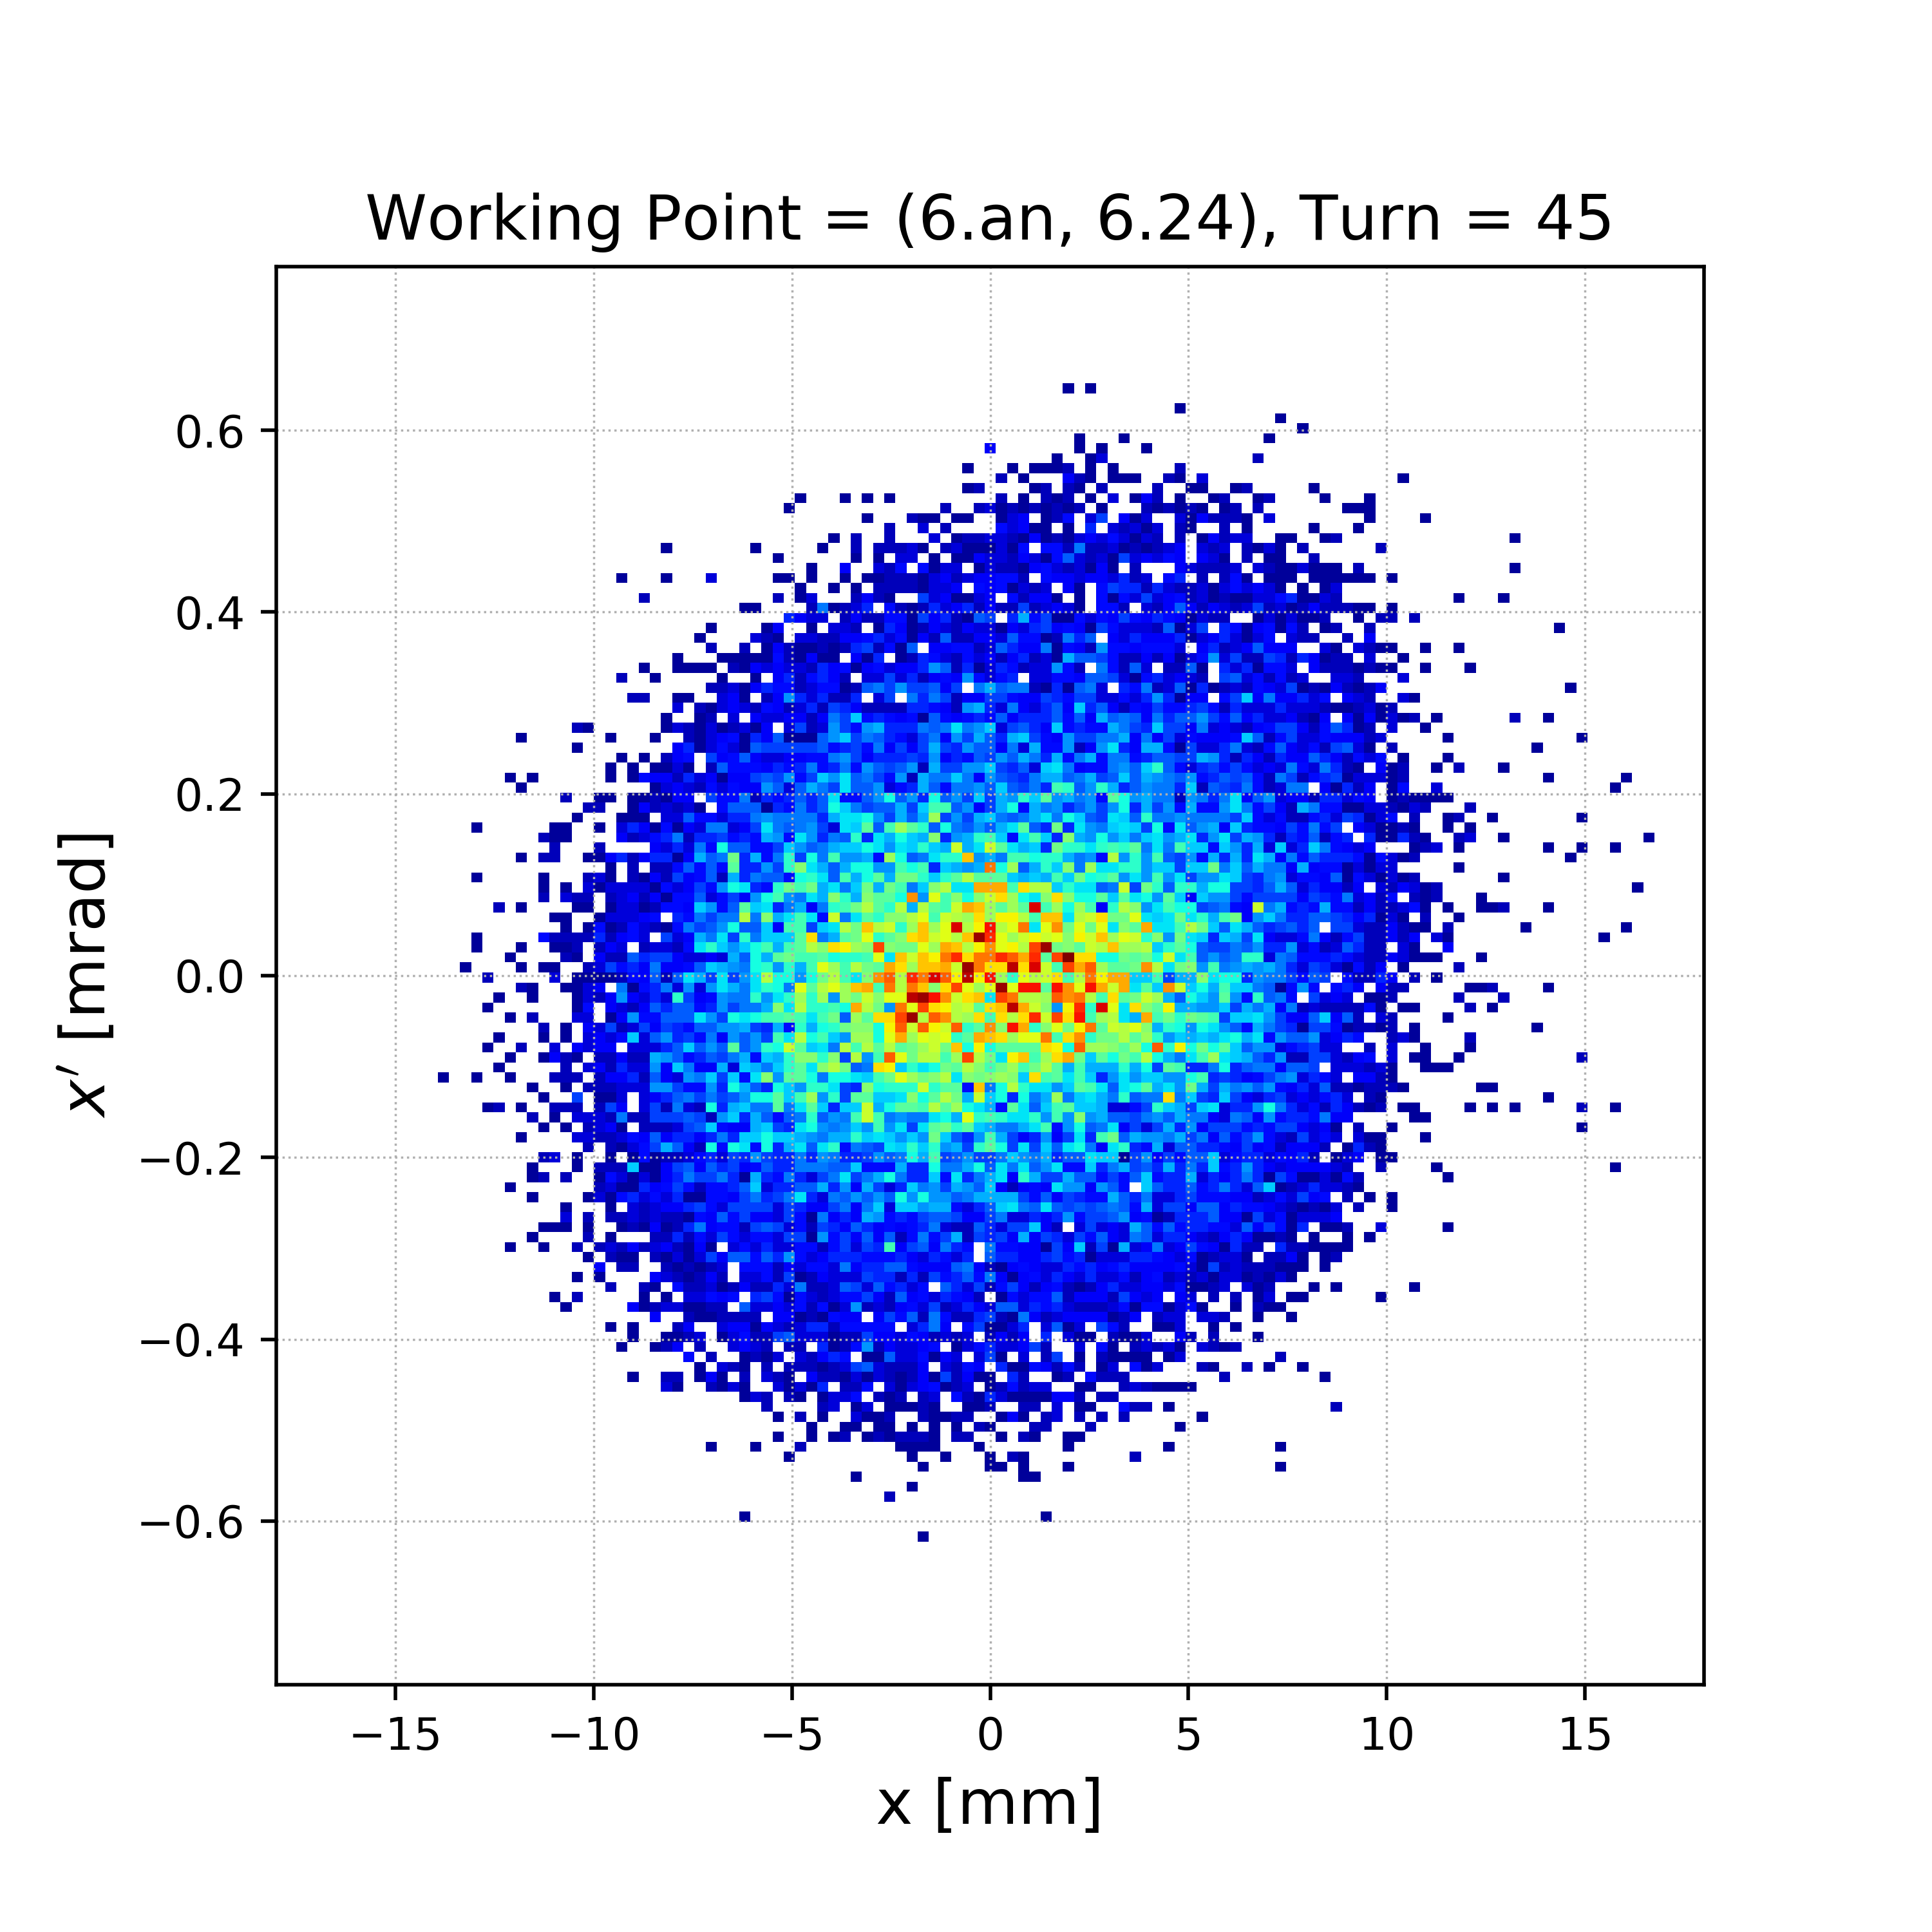 Working Point = (6.an, 6.24), Turn = 45
0.6
0.4
0.2
0.0
−0.2
−0.4
−0.6
x′ [mrad]
−15 −10 −5 0 5 10 15
x [mm]